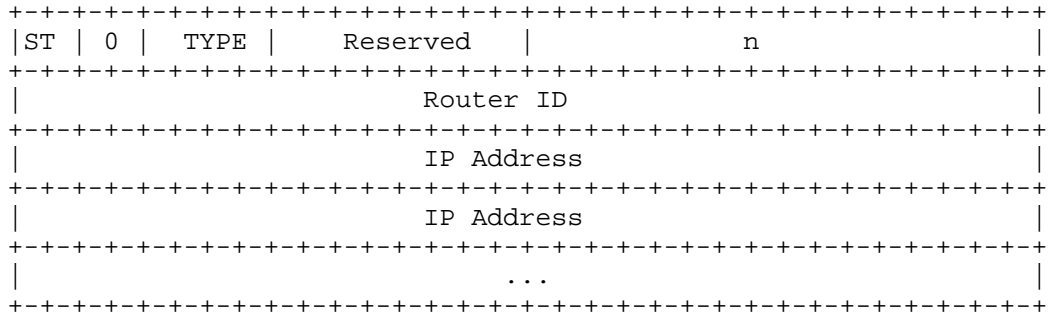 +-+-+-+-+-+-+-+-+-+-+-+-+-+-+-+-+-+-+-+-+-+-+-+-+-+-+-+-+-+-+-+-+
|ST | 0 |  TYPE |    Reserved   |             n                 |
+-+-+-+-+-+-+-+-+-+-+-+-+-+-+-+-+-+-+-+-+-+-+-+-+-+-+-+-+-+-+-+-+
|                         Router ID                             |
+-+-+-+-+-+-+-+-+-+-+-+-+-+-+-+-+-+-+-+-+-+-+-+-+-+-+-+-+-+-+-+-+
|                         IP Address                            |
+-+-+-+-+-+-+-+-+-+-+-+-+-+-+-+-+-+-+-+-+-+-+-+-+-+-+-+-+-+-+-+-+
|                         IP Address                            |
+-+-+-+-+-+-+-+-+-+-+-+-+-+-+-+-+-+-+-+-+-+-+-+-+-+-+-+-+-+-+-+-+
|                              ...                              |
+-+-+-+-+-+-+-+-+-+-+-+-+-+-+-+-+-+-+-+-+-+-+-+-+-+-+-+-+-+-+-+-+